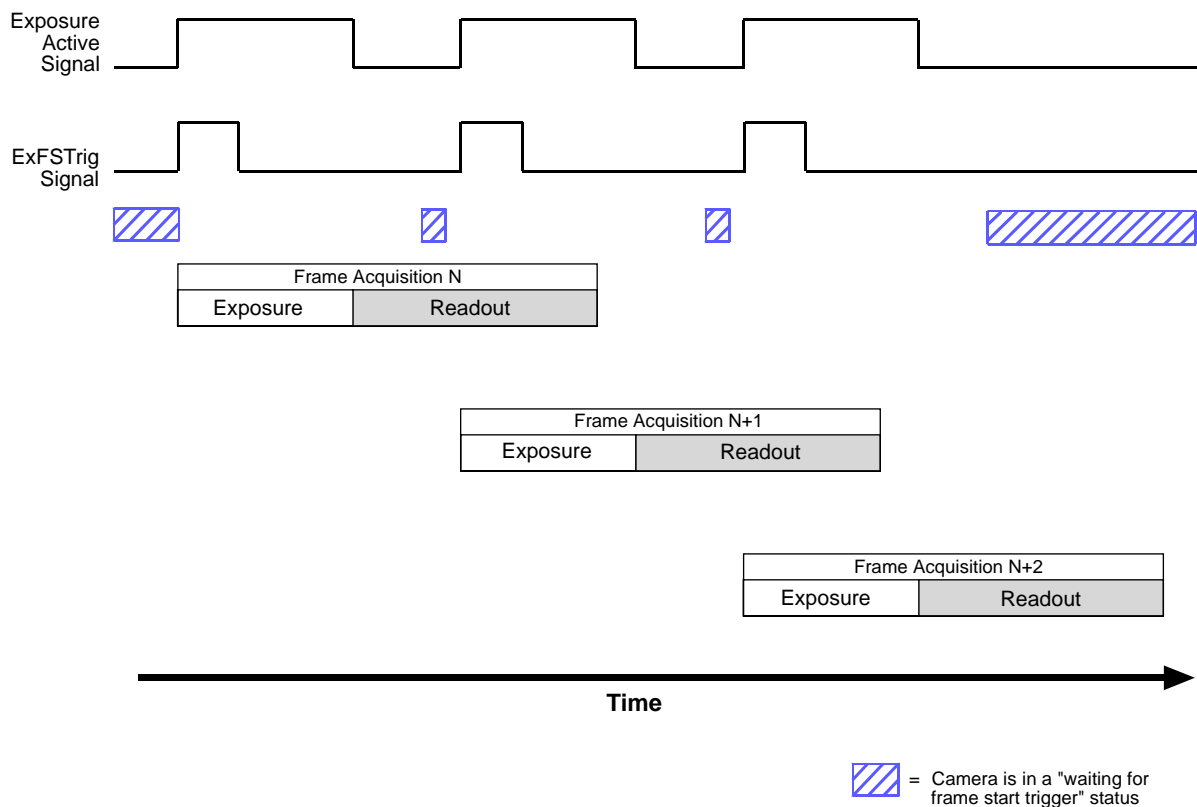 Exposure
Active
Signal
ExFSTrig
Signal
Frame Acquisition N
Exposure Readout
Frame Acquisition N+1
Exposure Readout
Frame Acquisition N+2
Exposure Readout
Time
= Camera is in a "waiting for
frame start trigger" status